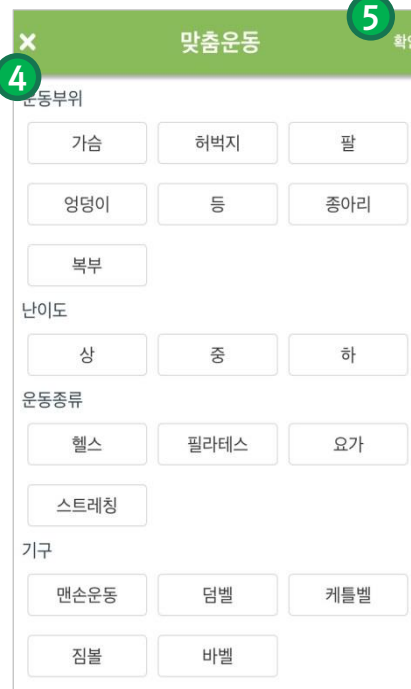 5
× 맞춤운동 확인
4
운동부위
가슴 허벅지 팔
엉덩이 등 종아리
복부
난이도
상 중 하
운동종류
헬스 필라테스 요가
스트레칭
기구
맨손운동 덤벨 케틀벨
짐볼 바벨